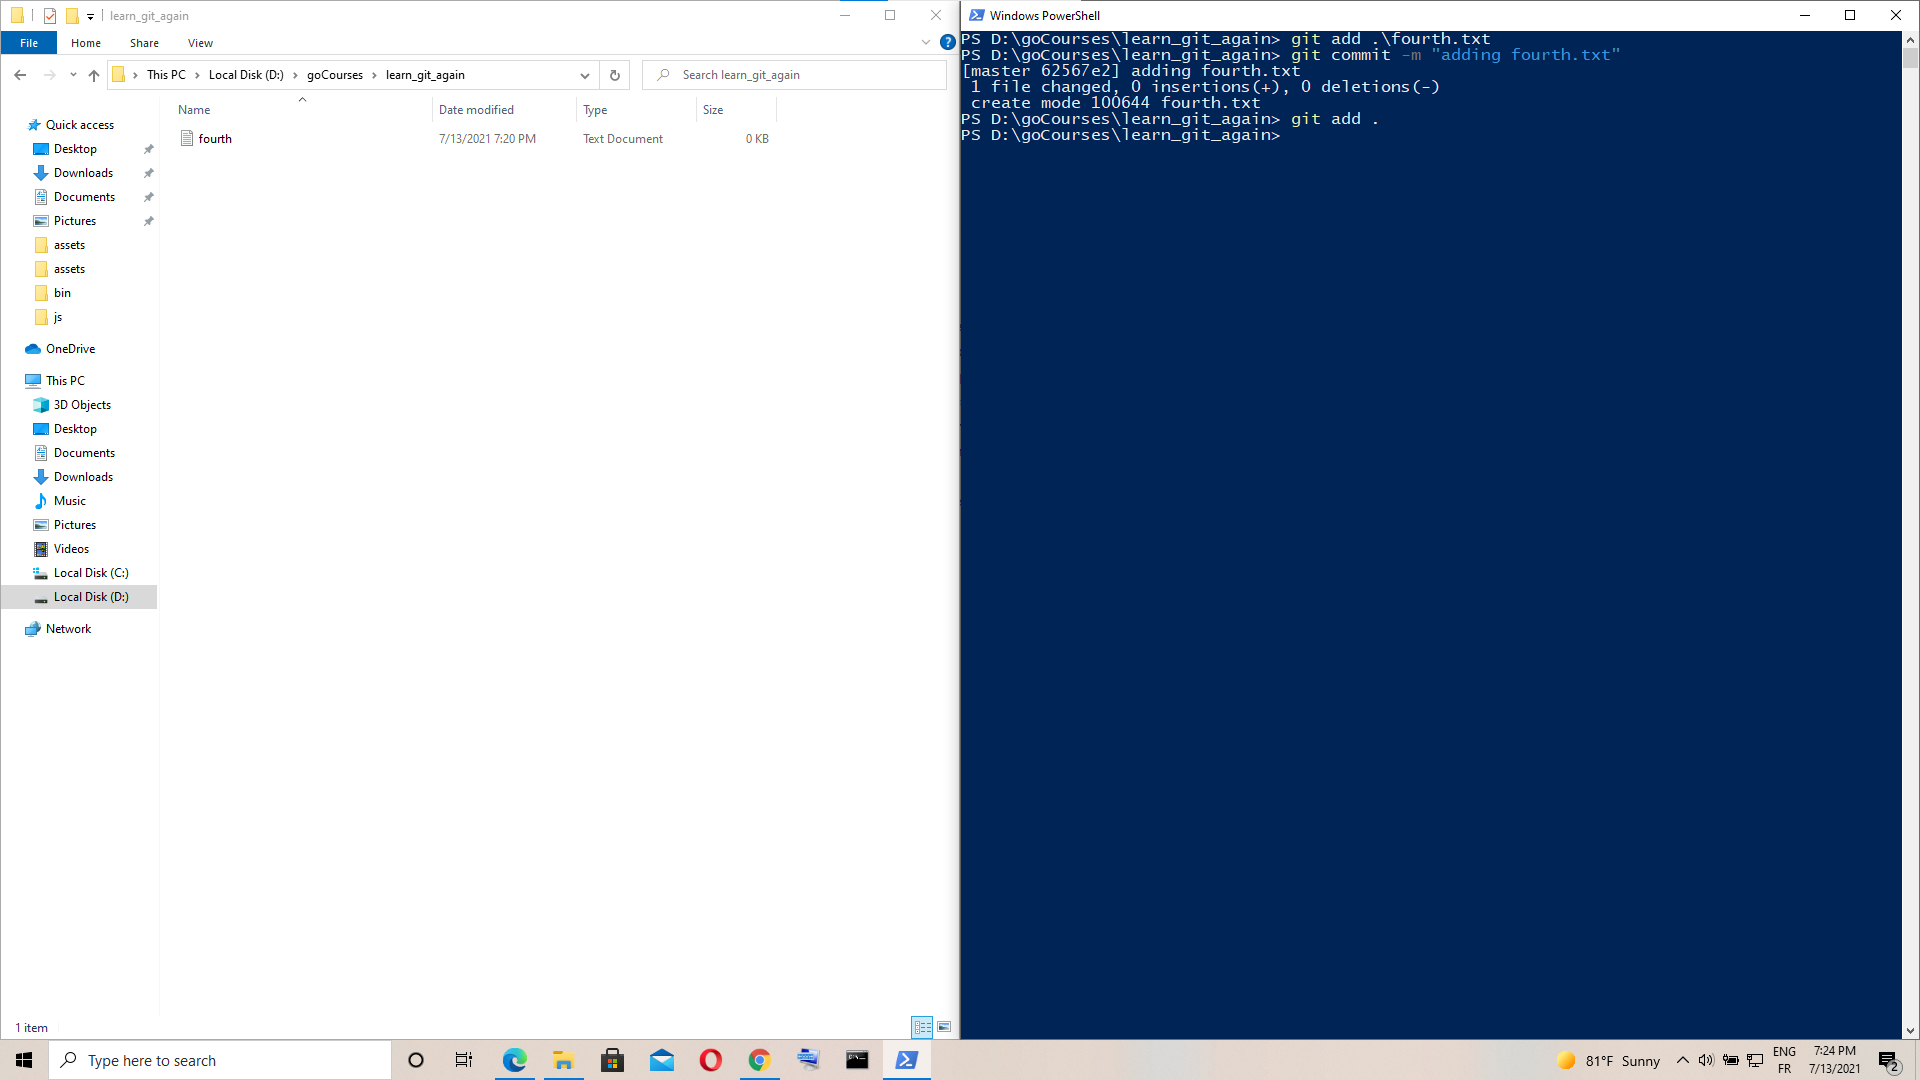 learn_git_again
File Home Share View
This PC Local Disk (D:) goCourses learn_git_again
Search learn_git_again
Name Date modified Type Size
fourth 7/13/2021 7:20 PM Text Document 0 KB
Quick access
Desktop
Downloads
Documents
Pictures
assets
assets
bin
js
OneDrive
This PC
3D Objects
Desktop
Documents
Downloads
Music
Pictures
Videos
Local Disk (C:)
Local Disk (D:)
Network
1 item
Windows PowerShell
PS D:\goCourses\learn_git_again> git add .\fourth.txt
PS D:\goCourses\learn_git_again> git commit -m "adding fourth.txt"
[master 62567e2] adding fourth.txt
 1 file changed, 0 insertions(+), 0 deletions(-)
 create mode 100644 fourth.txt
PS D:\goCourses\learn_git_again> git add .
PS D:\goCourses\learn_git_again>
Type here to search
81°F Sunny
ENG
FR
7:24 PM
7/13/2021
2